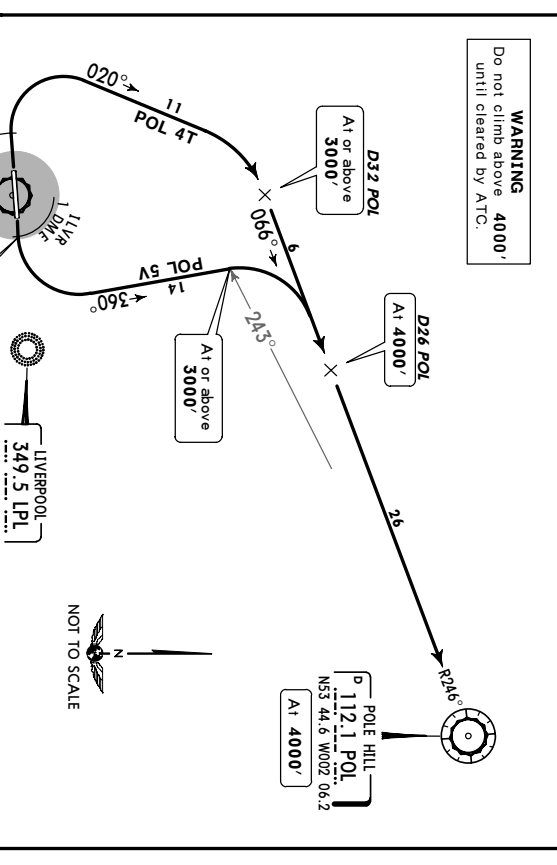 WARNING
Do not climb above 4000'
until cleared by ATC.
D32 POL
At or above
3000'
020°
11
POL 4T
066°
6
D26 POL
At 4000'
ILVR
1 DME
POL 5V
14
360°
243°
At or above
3000'
26
R246°
LIVERPOOL
349.5 LPL
POLE HILL
D 112.1 POL
N53 44.6 W002 06.2
At 4000'
N
NOT TO SCALE